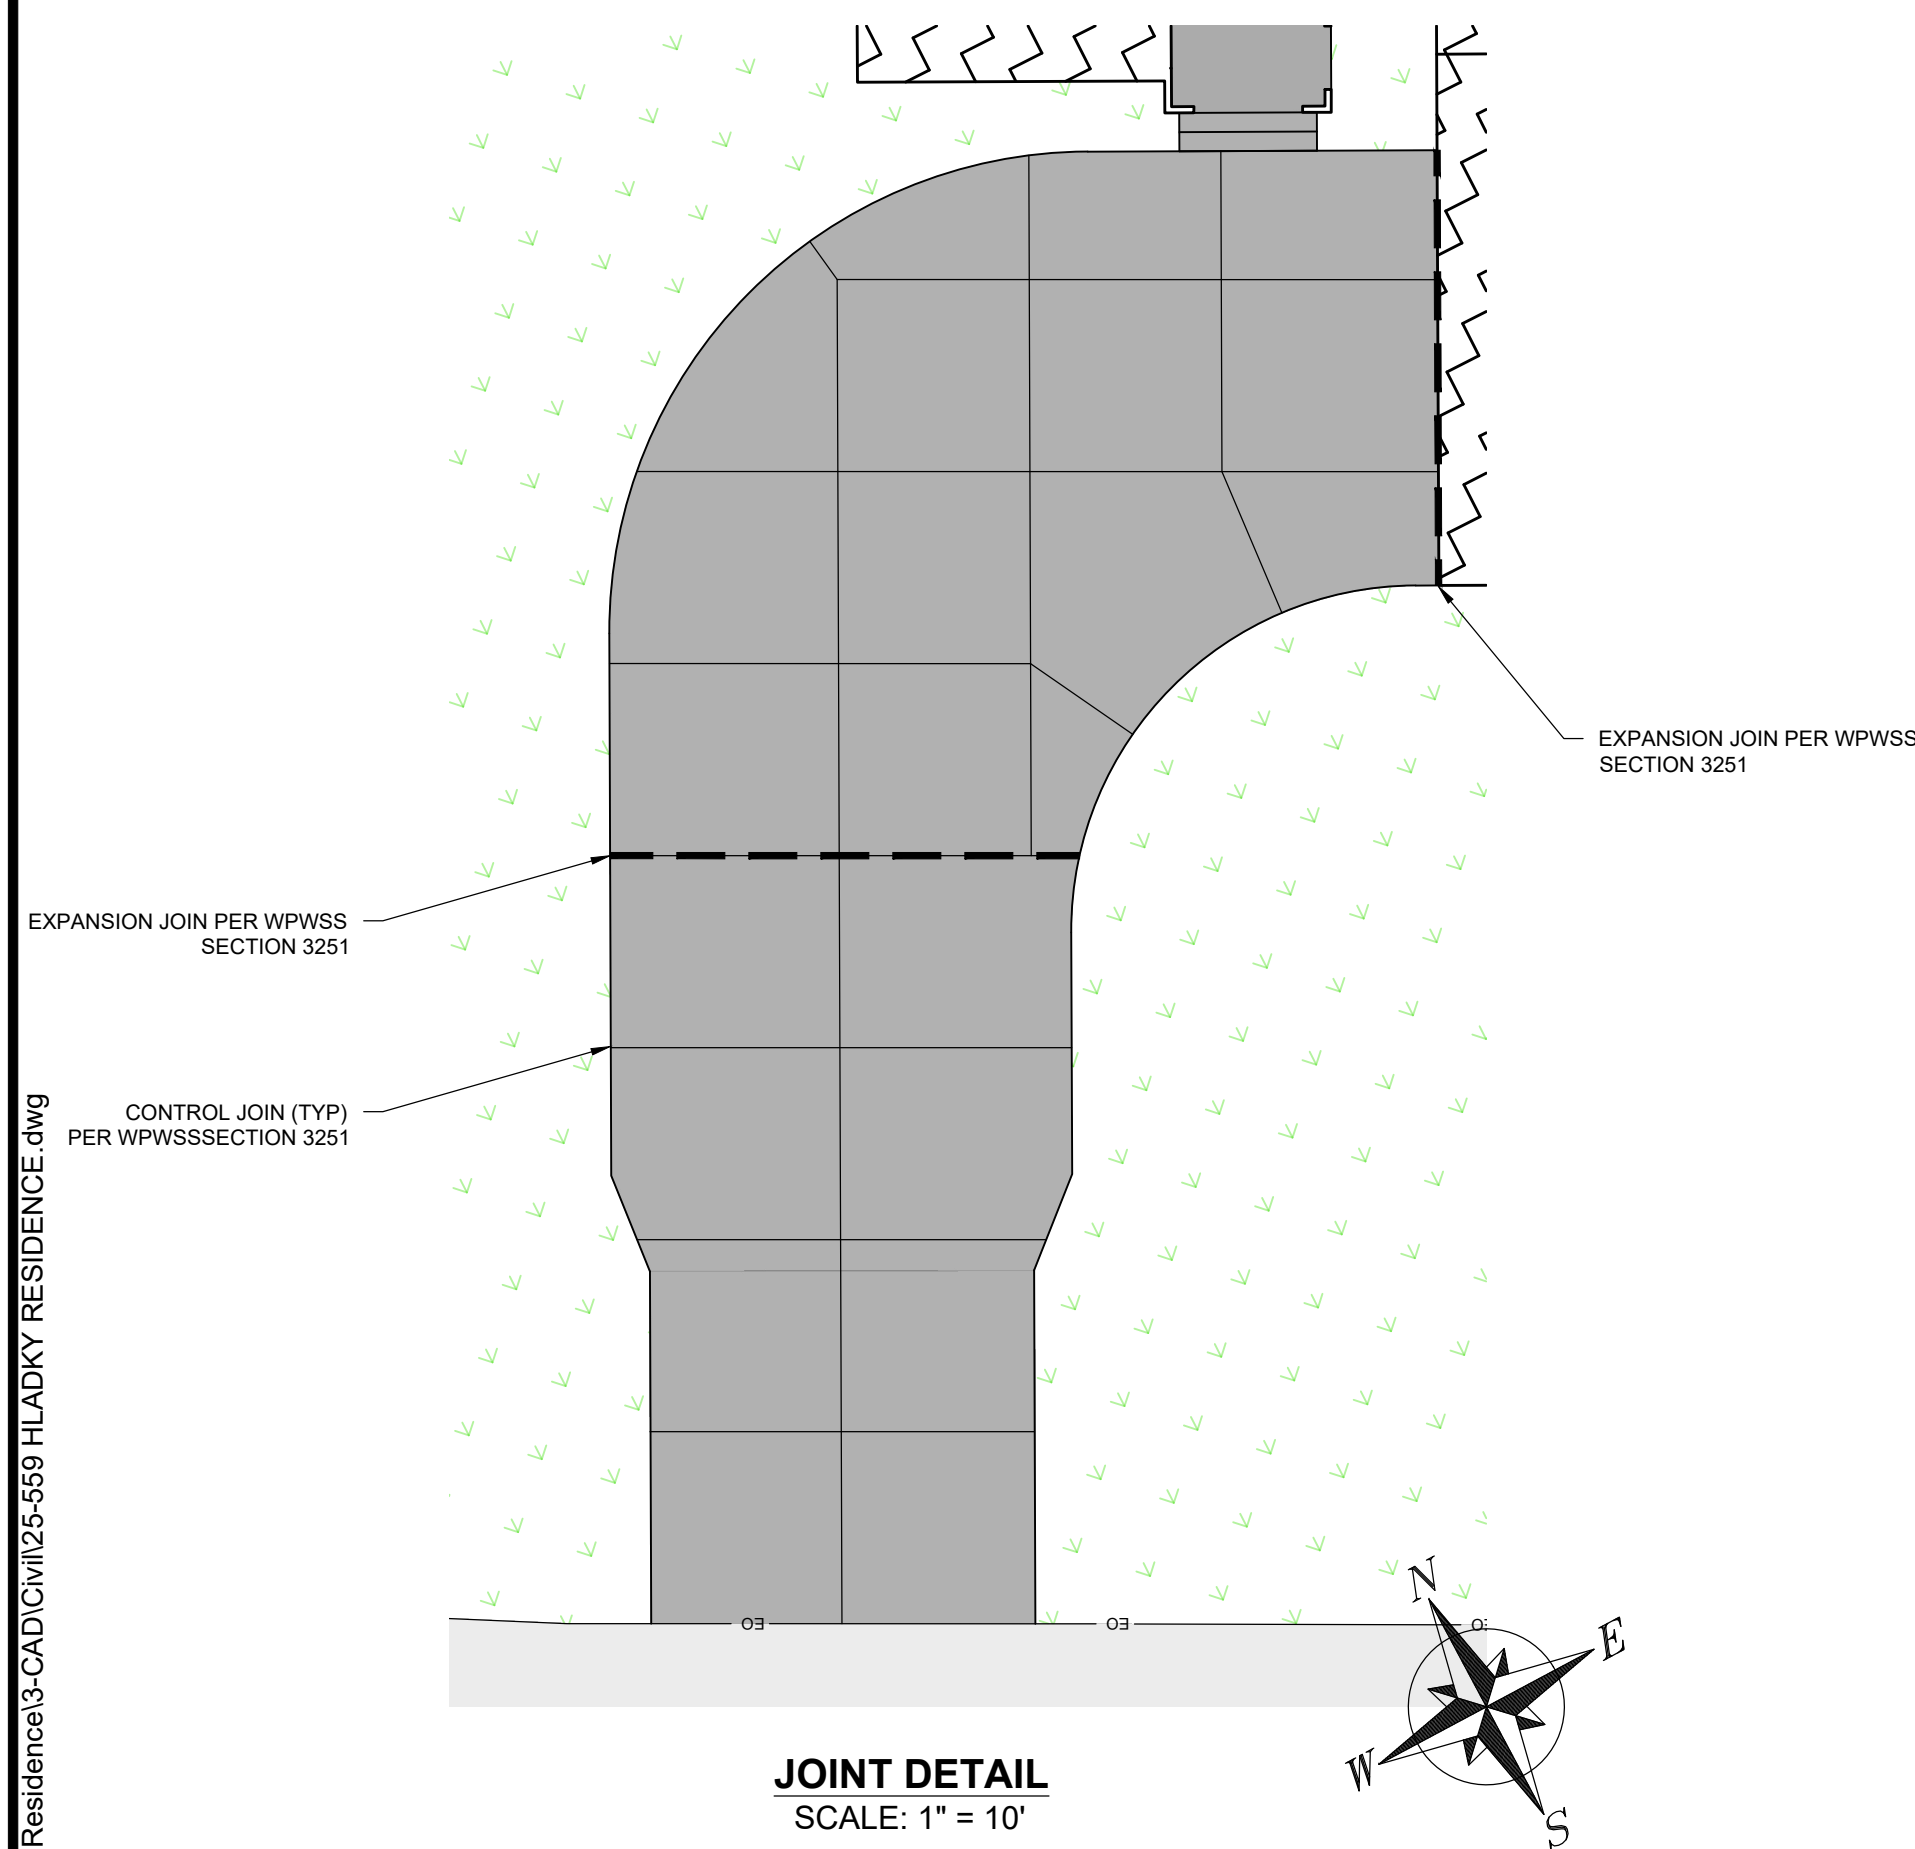 EXPANSION JOIN PER WPWSS
SECTION 3251
EXPANSION JOIN PER WPWSS
SECTION 3251
CONTROL JOIN (TYP)
PER WPWSSSECTION 3251
Residence\3-CAD\Civil\25-559 HLADKY RESIDENCE.dwg
EO
EO
N
E
W
S
JOINT DETAIL
SCALE: 1" = 10'